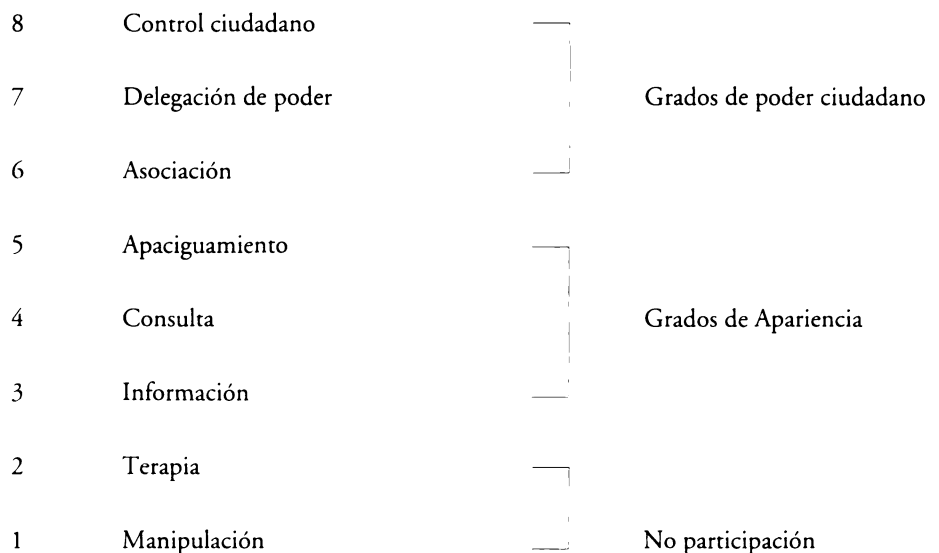 8 Control ciudadano
7 Delegación de poder Grados de poder ciudadano
6 Asociación
5 Apaciguamiento
4 Consulta Grados de Apariencia
3 Información
2 Terapia
1 Manipulación No participación